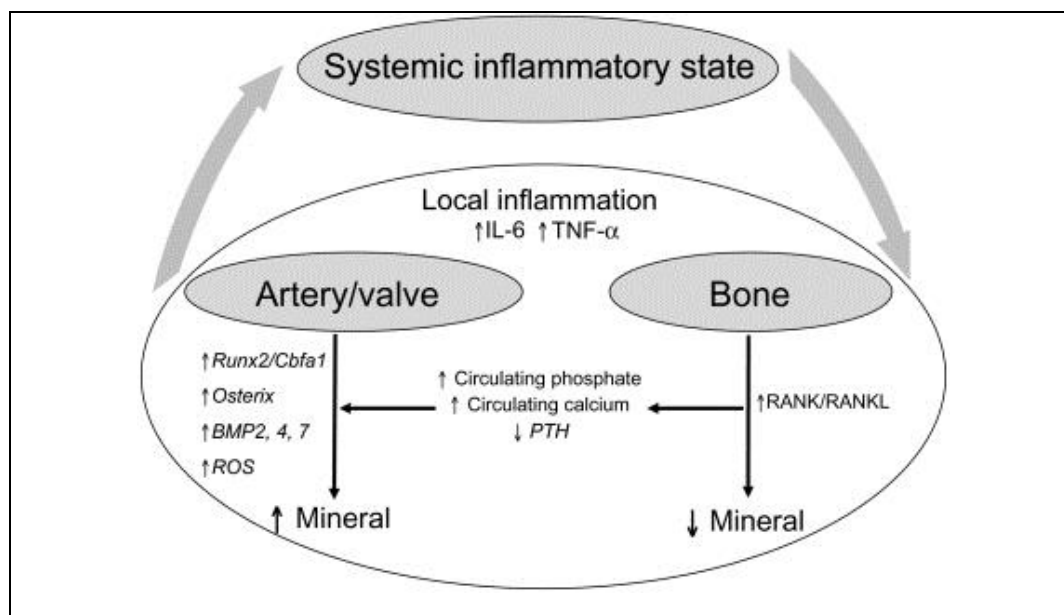 Systemic inflammatory state
Local inflammation
↑IL-6 ↑TNF-α
Artery/valve
Bone
↑Runx2/Cbfa1
↑Osterix
↑BMP2, 4, 7
↑ROS
↑ Circulating phosphate
↑ Circulating calcium
↓ PTH
↑RANK/RANKL
↑ Mineral
↓ Mineral